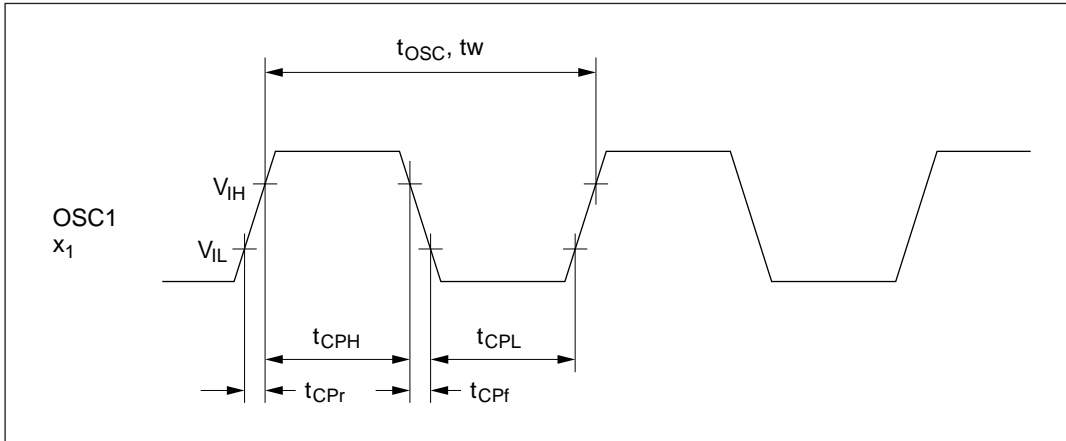 tOSC, tw
VIH
OSC1
x1
VIL
tCPH
tCPL
tCPr
tCPf